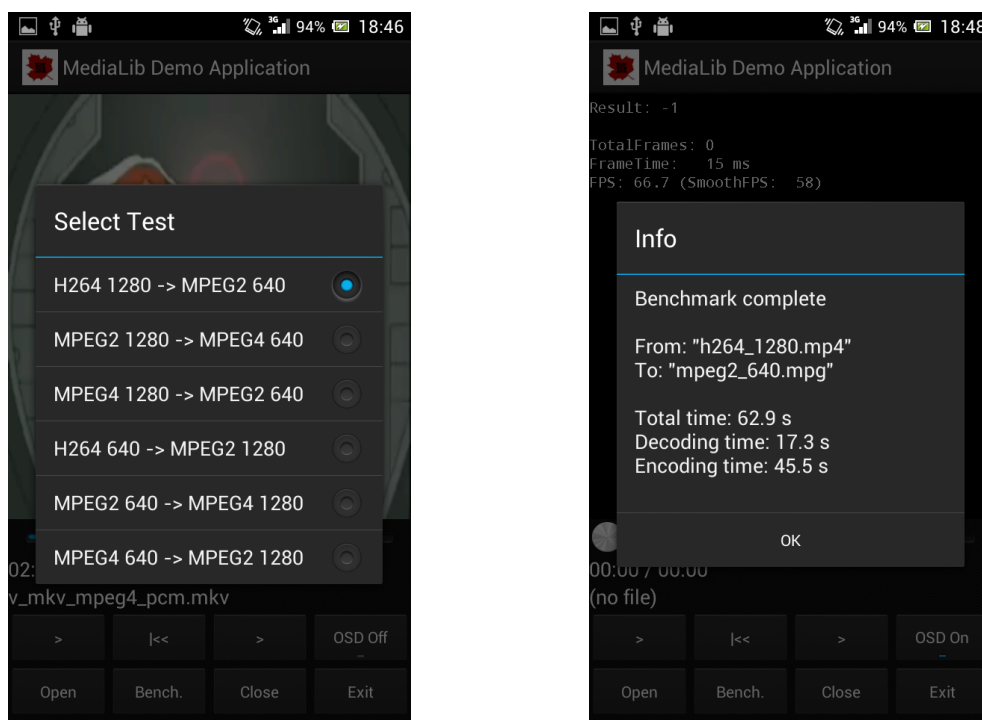 3G 94% 18:46
MediaLib Demo Application
Select Test
H264 1280 -> MPEG2 640
MPEG2 1280 -> MPEG4 640
MPEG4 1280 -> MPEG2 640
H264 640 -> MPEG2 1280
MPEG2 640 -> MPEG4 1280
MPEG4 640 -> MPEG2 1280
02:
v_mkv_mpeg4_pcm.mkv
> |<< > OSD Off
Open Bench. Close Exit
3G 94% 18:48
MediaLib Demo Application
Result: -1
TotalFrames: 0
FrameTime: 15 ms
FPS: 66.7 (SmoothFPS: 58)
Info
Benchmark complete
From: "h264_1280.mp4"
To: "mpeg2_640.mpg"
Total time: 62.9 s
Decoding time: 17.3 s
Encoding time: 45.5 s
OK
00:00 / 00:00
(no file)
> |<< > OSD On
Open Bench. Close Exit